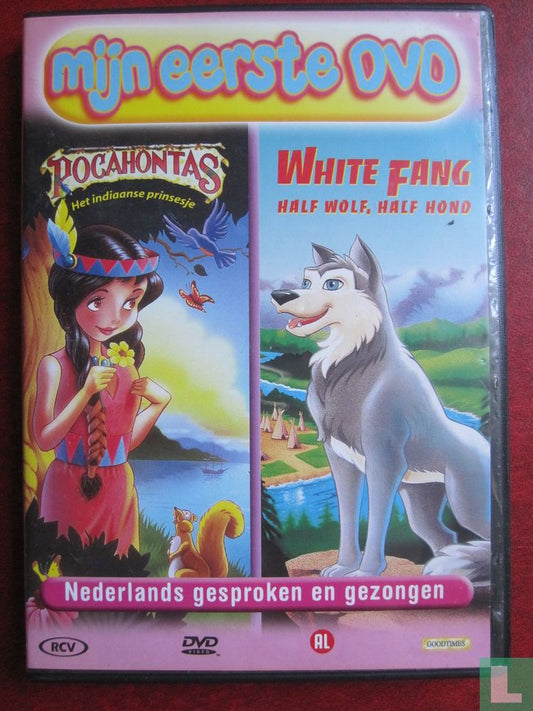 mijn eerste DVD
POCAHONTAS
Het indiaanse prinsesje
WHITE FANG
HALF WOLF, HALF HOND
Nederlands gesproken en gezongen
RCV
DVD
VIDEO
AL
GOODTIMES
L